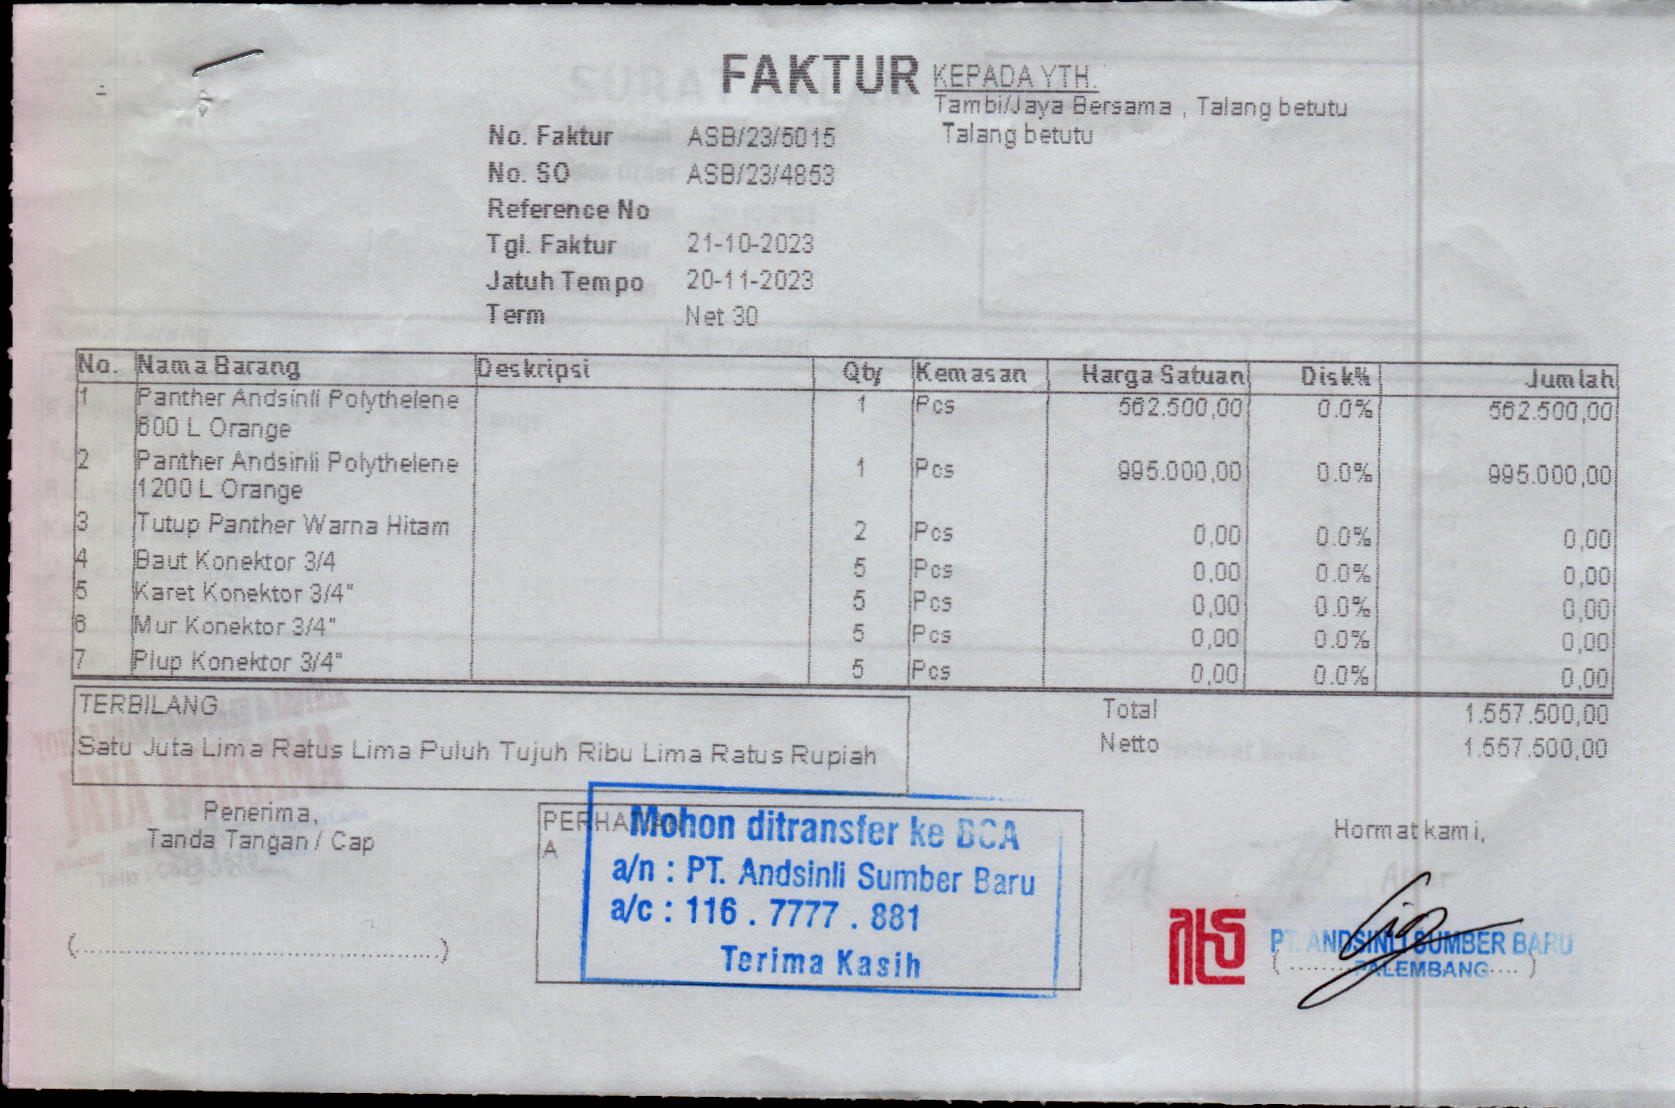 FAKTUR
KEPADA YTH.
Tambi/Jaya Bersama , Talang betutu
Talang betutu
No. Faktur ASB/23/5015
No. SO ASB/23/4853
Reference No
Tgl. Faktur 21-10-2023
Jatuh Tempo 20-11-2023
Term Net 30
No. Nama Barang Deskripsi Qty Kemasan Harga Satuan Disk% Jumlah
1 Panther Andsinli Polythelene 1 Pcs 562.500,00 0.0% 562.500,00
600 L Orange
2 Panther Andsinli Polythelene 1 Pcs 995.000,00 0.0% 995.000,00
1200 L Orange
3 Tutup Panther Warna Hitam 2 Pcs 0,00 0.0% 0,00
4 Baut Konektor 3/4 5 Pcs 0,00 0.0% 0,00
5 Karet Konektor 3/4" 5 Pcs 0,00 0.0% 0,00
6 Mur Konektor 3/4" 5 Pcs 0,00 0.0% 0,00
7 Plup Konektor 3/4" 5 Pcs 0,00 0.0% 0,00
TERBILANG
Satu Juta Lima Ratus Lima Puluh Tujuh Ribu Lima Ratus Rupiah
Total 1.557.500,00
Netto 1.557.500,00
Penerima,
Tanda Tangan / Cap
(.............................................)
Mohon ditransfer ke BCA
a/n : PT. Andsinli Sumber Baru
a/c : 116 . 7777 . 881
Terima Kasih
Hormat kami,
PT. ANDSINLI SUMBER BARU
PALEMBANG